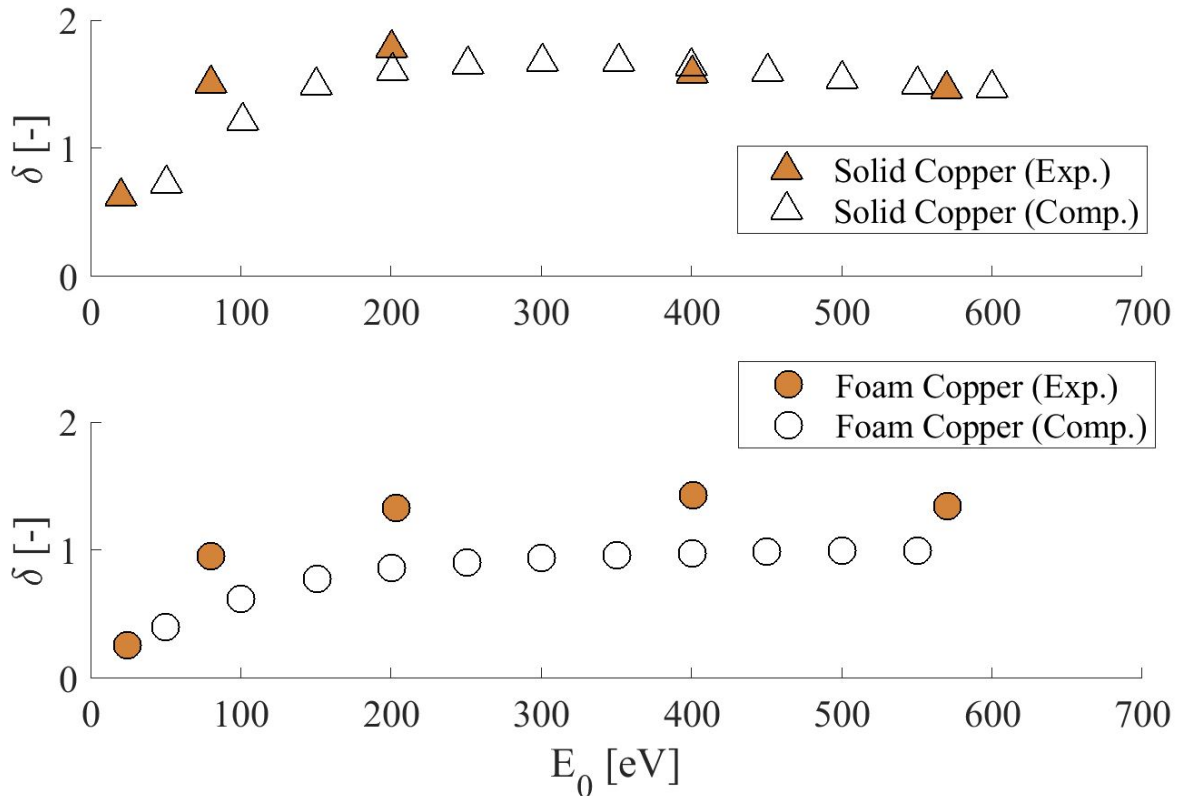 2
1
0
δ [-]
0 100 200 300 400 500 600 700
Solid Copper (Exp.)
Solid Copper (Comp.)
Foam Copper (Exp.)
Foam Copper (Comp.)
2
1
0
δ [-]
0 100 200 300 400 500 600 700
E₀ [eV]